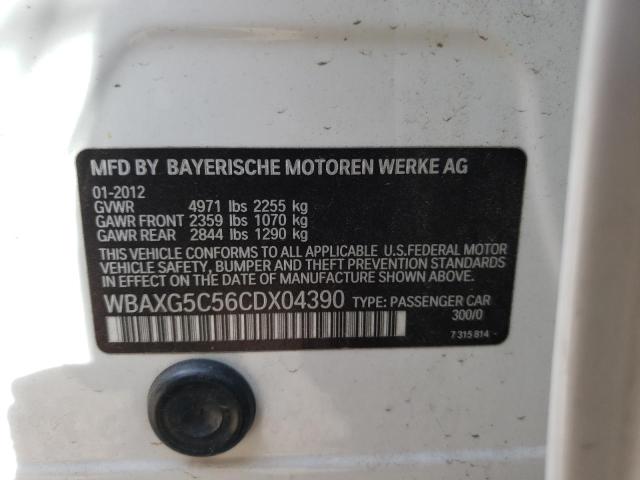 MFD BY BAYERISCHE MOTOREN WERKE AG
01-2012
GVWR 4971 lbs 2255 kg
GAWR FRONT 2359 lbs 1070 kg
GAWR REAR 2844 lbs 1290 kg
THIS VEHICLE CONFORMS TO ALL APPLICABLE U.S.FEDERAL MOTOR
VEHICLE SAFETY, BUMPER AND THEFT PREVENTION STANDARDS
IN EFFECT ON THE DATE OF MANUFACTURE SHOWN ABOVE.
WBAXG5C56CDX04390 TYPE: PASSENGER CAR
300/0
7 315 814